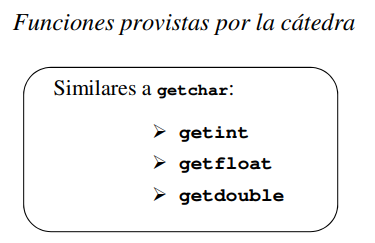 Funciones provistas por la cátedra
Similares a getchar:
➢ getint
➢ getfloat
➢ getdouble